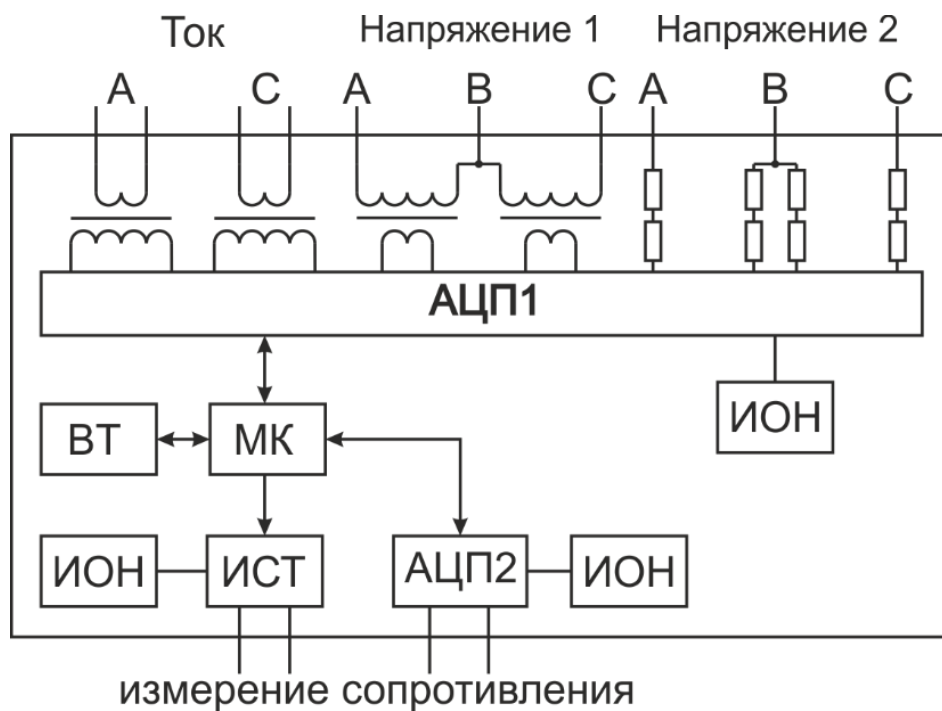 Ток Напряжение 1 Напряжение 2
А С А В С А В С
АЦП1
ИОН
ВТ МК
ИОН ИСТ АЦП2 ИОН
измерение сопротивления